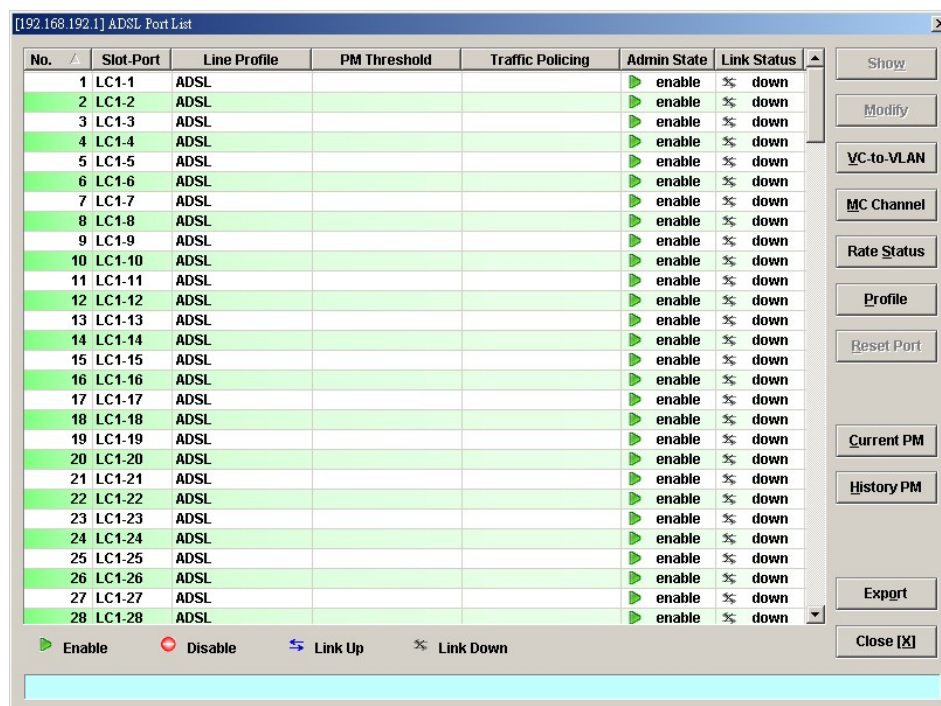 [192.168.192.1] ADSL Port List
No. Slot-Port Line Profile PM Threshold Traffic Policing Admin State Link Status
1 LC1-1 ADSL enable down
2 LC1-2 ADSL enable down
3 LC1-3 ADSL enable down
4 LC1-4 ADSL enable down
5 LC1-5 ADSL enable down
6 LC1-6 ADSL enable down
7 LC1-7 ADSL enable down
8 LC1-8 ADSL enable down
9 LC1-9 ADSL enable down
10 LC1-10 ADSL enable down
11 LC1-11 ADSL enable down
12 LC1-12 ADSL enable down
13 LC1-13 ADSL enable down
14 LC1-14 ADSL enable down
15 LC1-15 ADSL enable down
16 LC1-16 ADSL enable down
17 LC1-17 ADSL enable down
18 LC1-18 ADSL enable down
19 LC1-19 ADSL enable down
20 LC1-20 ADSL enable down
21 LC1-21 ADSL enable down
22 LC1-22 ADSL enable down
23 LC1-23 ADSL enable down
24 LC1-24 ADSL enable down
25 LC1-25 ADSL enable down
26 LC1-26 ADSL enable down
27 LC1-27 ADSL enable down
28 LC1-28 ADSL enable down
Enable Disable Link Up Link Down
Show
Modify
VC-to-VLAN
MC Channel
Rate Status
Profile
Reset Port
Current PM
History PM
Export
Close [X]